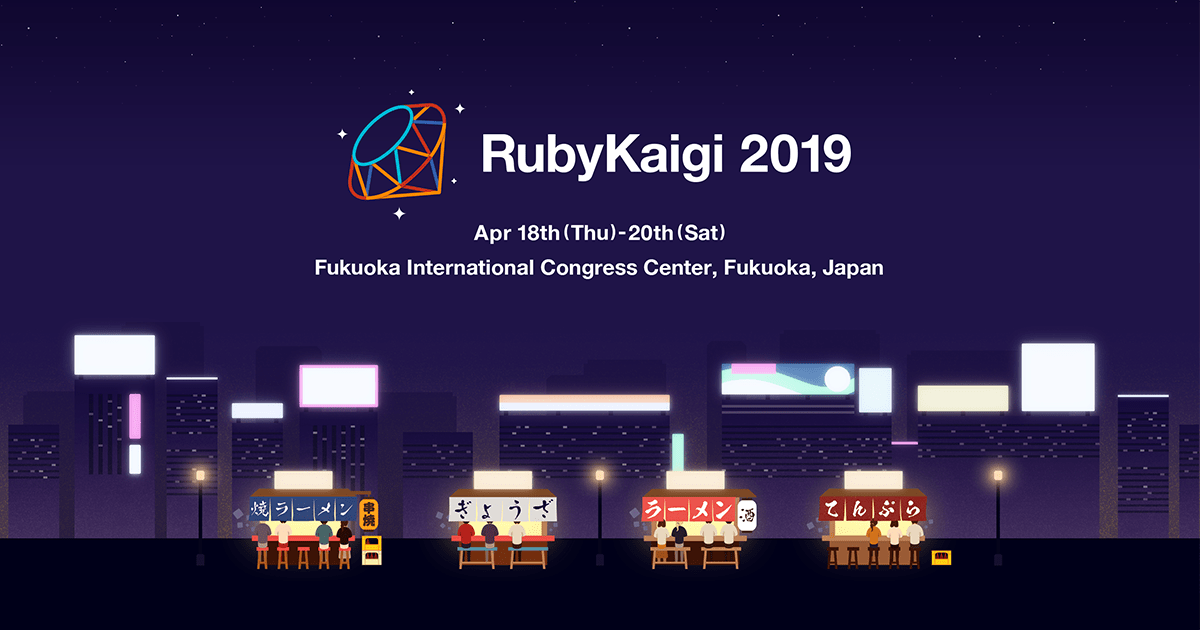 RubyKaigi 2019
Apr 18th(Thu)-20th(Sat)
Fukuoka International Congress Center, Fukuoka, Japan
焼ラーメン
串焼
ぎょうざ
ラーメン
酒
てんぷら